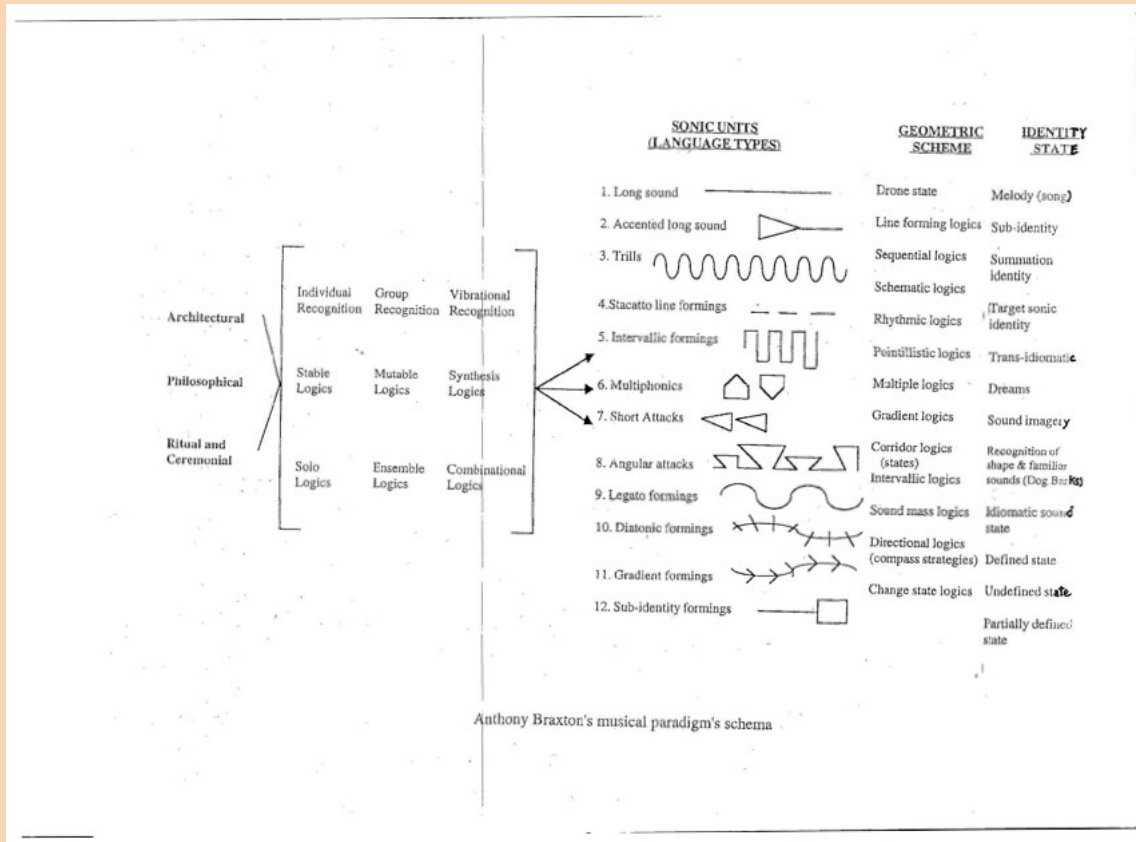 Architectural
Philosophical
Ritual and
Ceremonial
Individual
Recognition
Group
Recognition
Vibrational
Recognition
Stable
Logics
Mutable
Logics
Synthesis
Logics
Solo
Logics
Ensemble
Logics
Combinational
Logics
SONIC UNITS
(LANGUAGE TYPES)
1. Long sound
2. Accented long sound
3. Trills
4.Stacatto line formings
5. Intervallic formings
6. Multiphonics
7. Short Attacks
8. Angular attacks
9. Legato formings
10. Diatonic formings
11. Gradient formings
12. Sub-identity formings
GEOMETRIC
SCHEME
Drone state
Line forming logics
Sequential logics
Schematic logics
Rhythmic logics
Pointillistic logics
Multiple logics
Gradient logics
Corridor logics
(states)
Intervallic logics
Sound mass logics
Directional logics
(compass strategies)
Change state logics
IDENTITY
STATE
Melody (song)
Sub-identity
Summation
identity
Target sonic
identity
Trans-idiomatic
Dreams
Sound imagery
Recognition of
shape & familiar
sounds (Dog Barks)
Idiomatic sound
state
Defined state
Undefined state
Partially defined
state
Anthony Braxton's musical paradigm's schema